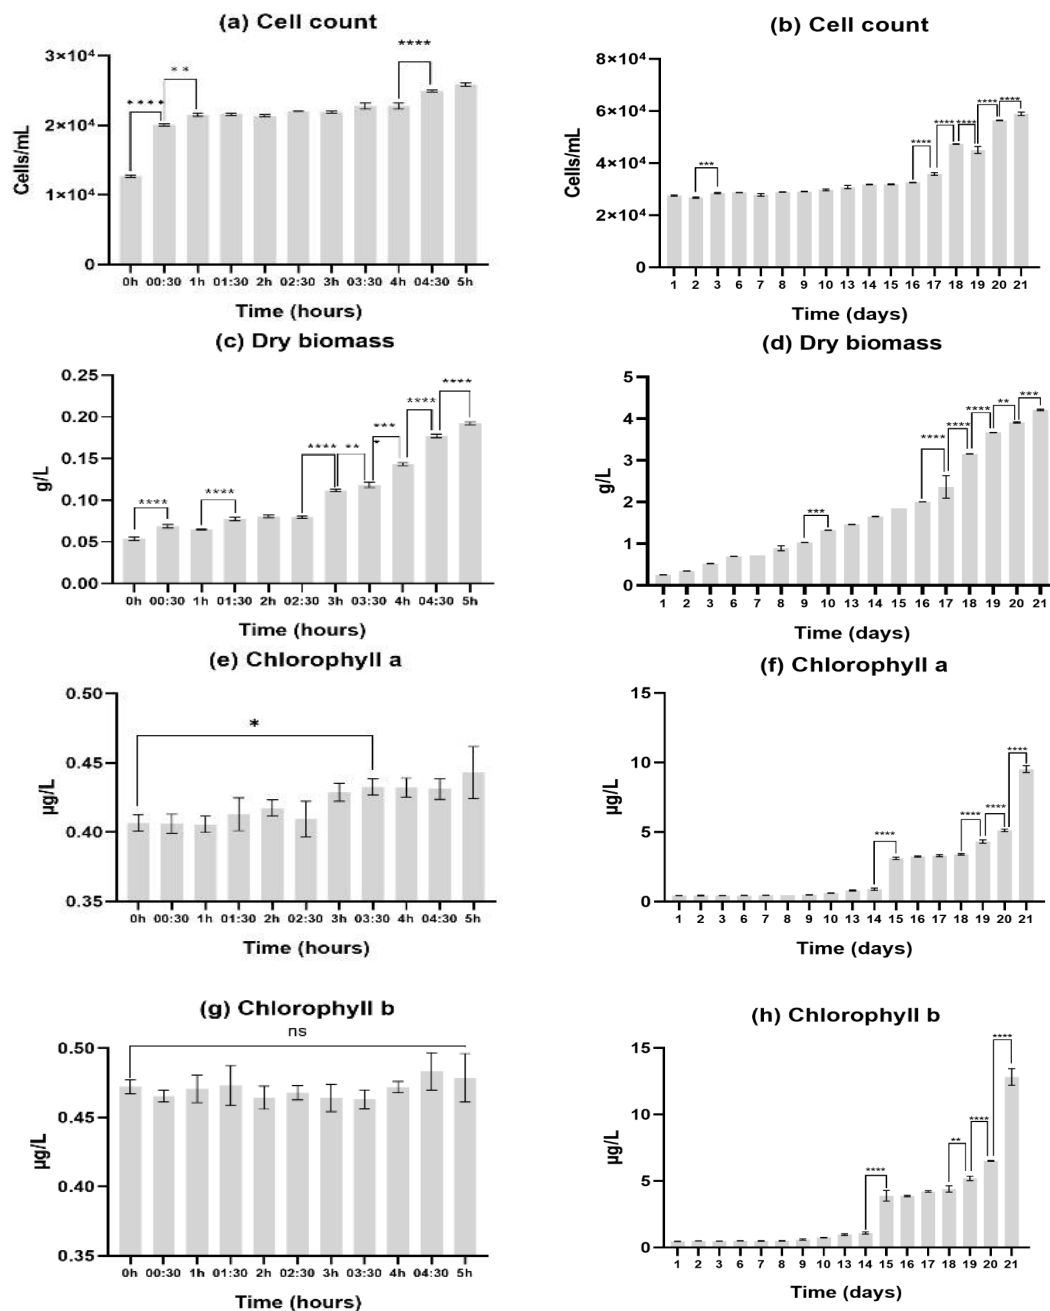 (a) Cell count
3×10⁴
2×10⁴
1×10⁴
0
Cells/mL
****
**
****
0h 00:30 1h 01:30 2h 02:30 3h 03:30 4h 04:30 5h
Time (hours)
(b) Cell count
8×10⁴
6×10⁴
4×10⁴
2×10⁴
0
Cells/mL
***
****
****
****
****
****
1 2 3 6 7 8 9 10 13 14 15 16 17 18 19 20 21
Time (days)
(c) Dry biomass
0.25
0.20
0.15
0.10
0.05
0.00
g/L
****
****
****
**
***
*
****
****
0h 00:30 1h 01:30 2h 02:30 3h 03:30 4h 04:30 5h
Time (hours)
(d) Dry biomass
5
4
3
2
1
0
g/L
***
****
****
****
**
***
1 2 3 6 7 8 9 10 13 14 15 16 17 18 19 20 21
Time (days)
(e) Chlorophyll a
0.50
0.45
0.40
0.35
µg/L
*
0h 00:30 1h 01:30 2h 02:30 3h 03:30 4h 04:30 5h
Time (hours)
(f) Chlorophyll a
15
10
5
0
µg/L
****
****
****
****
1 2 3 6 7 8 9 10 13 14 15 16 17 18 19 20 21
Time (days)
(g) Chlorophyll b
ns
0.50
0.45
0.40
0.35
µg/L
0h 00:30 1h 01:30 2h 02:30 3h 03:30 4h 04:30 5h
Time (hours)
(h) Chlorophyll b
15
10
5
0
µg/L
****
**
****
****
1 2 3 6 7 8 9 10 13 14 15 16 17 18 19 20 21
Time (days)